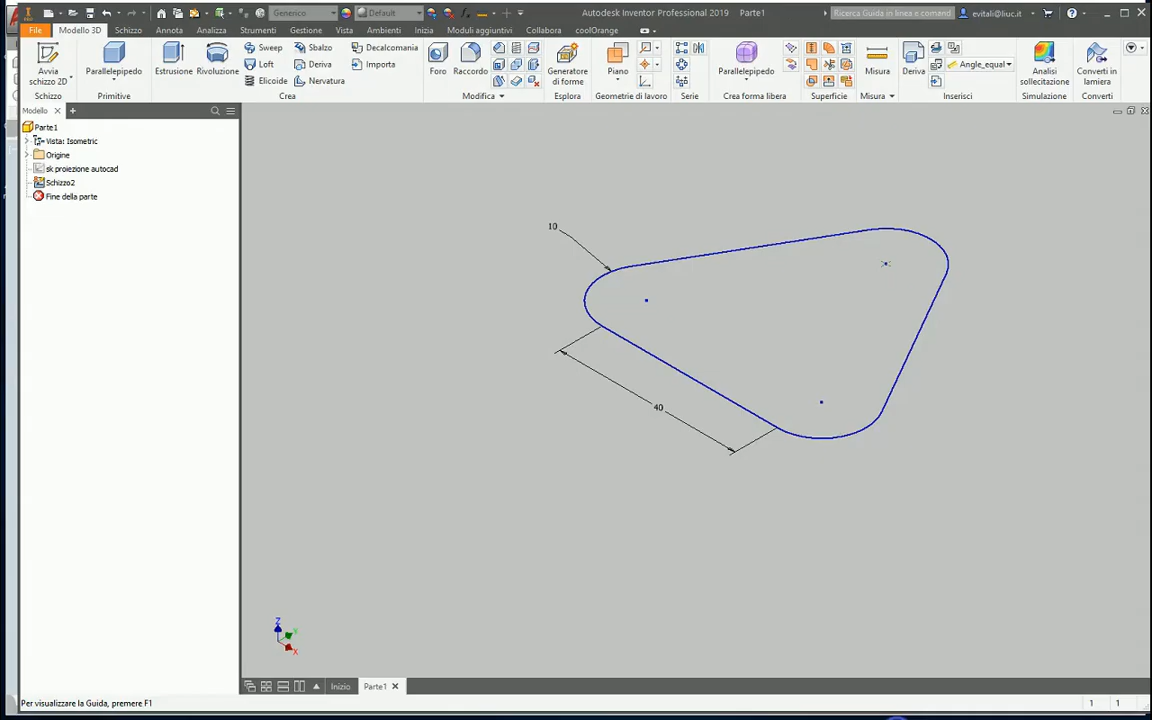 Generico
Default
Autodesk Inventor Professional 2019 Parte1
Ricerca Guida in linea e comand
evitali@liuc.it
File
Modello 3D
Schizzo
Annota
Analizza
Strumenti
Gestione
Vista
Ambienti
Inizia
Moduli aggiuntivi
Collabora
coolOrange
Avvia
schizzo 2D
Parallelepipedo
Estrusione
Rivoluzione
Sweep
Loft
Elicoide
Sbalzo
Deriva
Nervatura
Decalcomania
Importa
Foro
Raccordo
Generatore
di forme
Piano
Parallelepipedo
Misura
Deriva
Angle_equal
Analisi
sollecitazione
Converti in
lamiera
Schizzo
Primitive
Crea
Modifica
Esplora
Geometrie di lavoro
Serie
Crea forma libera
Superficie
Misura
Inserisci
Simulazione
Converti
Modello
Parte1
Vista: Isometric
Origine
sk proiezione autocad
Schizzo2
Fine della parte
10
40
Z
Y
X
Inizio
Parte1
Per visualizzare la Guida, premere F1
1
1